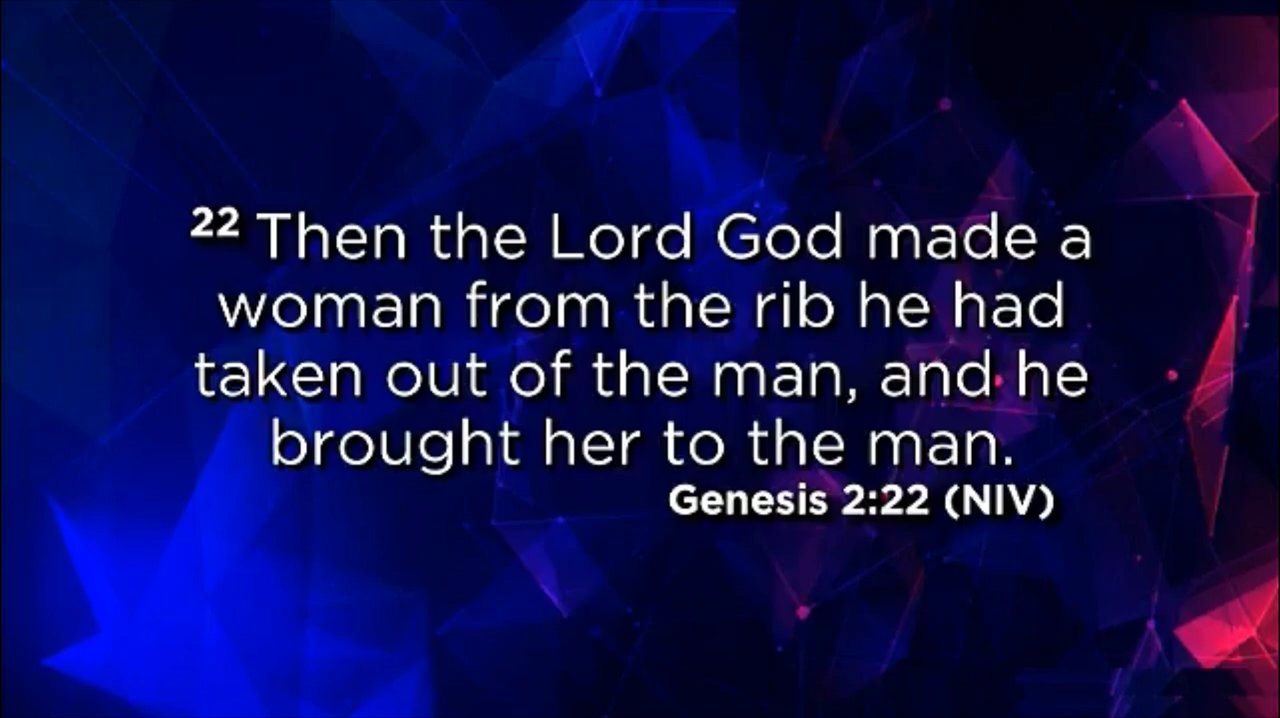 22 Then the Lord God made a
woman from the rib he had
taken out of the man, and he
brought her to the man.
Genesis 2:22 (NIV)